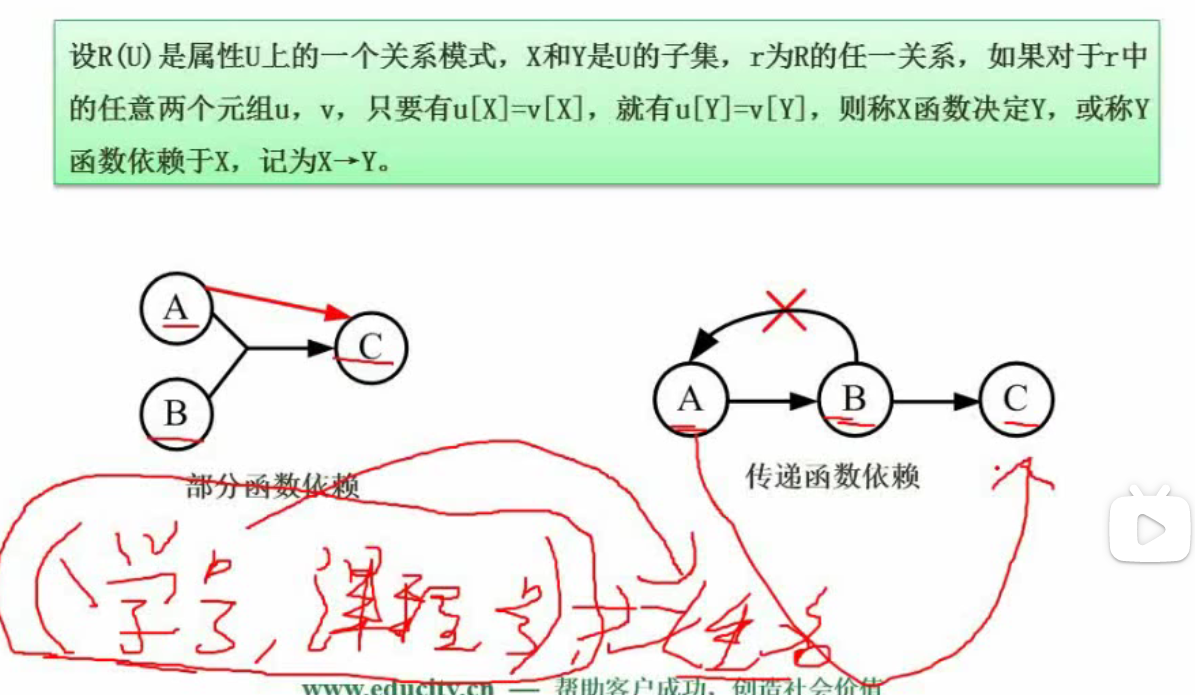 设R(U)是属性U上的一个关系模式，X和Y是U的子集，r为R的任一关系，如果对于r中
的任意两个元组u，v，只要有u[X]=v[X]，就有u[Y]=v[Y]，则称X函数决定Y，或称Y
函数依赖于X，记为X→Y。
A
C
B
部分函数依赖
A
B
C
传递函数依赖
(学号,课程号)
www.educity.cn — 帮助客户成功，创造社会价值